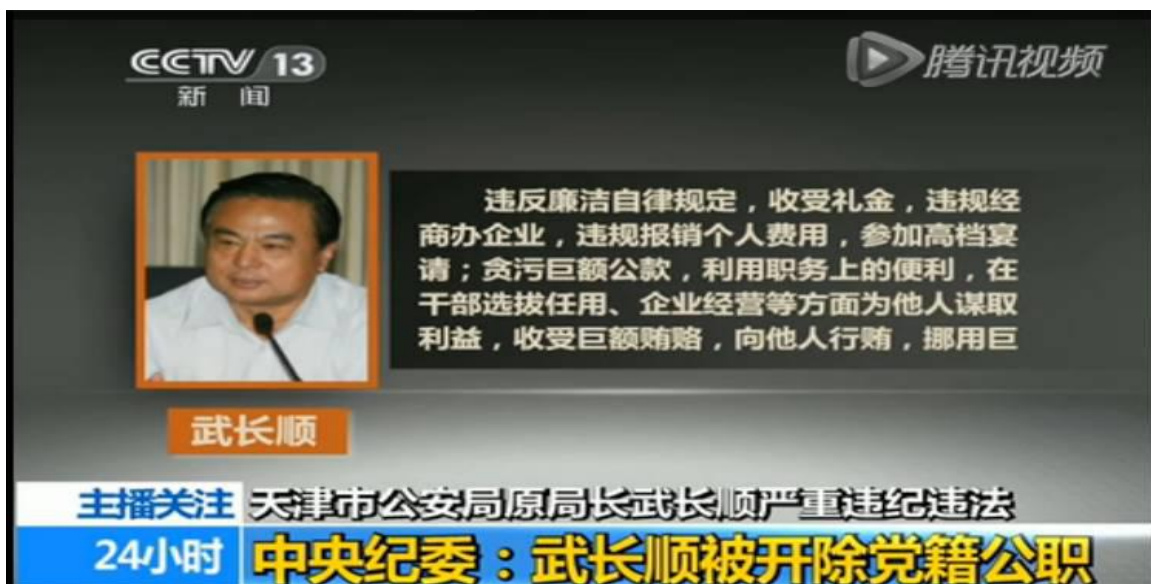 CCTV 13
新 闻
腾讯视频
违反廉洁自律规定，收受礼金，违规经
商办企业，违规报销个人费用，参加高档宴
请；贪污巨额公款，利用职务上的便利，在
干部选拔任用、企业经营等方面为他人谋取
利益，收受巨额贿赂，向他人行贿，挪用巨
武长顺
主播关注 天津市公安局原局长武长顺严重违纪违法
24小时 中央纪委：武长顺被开除党籍公职